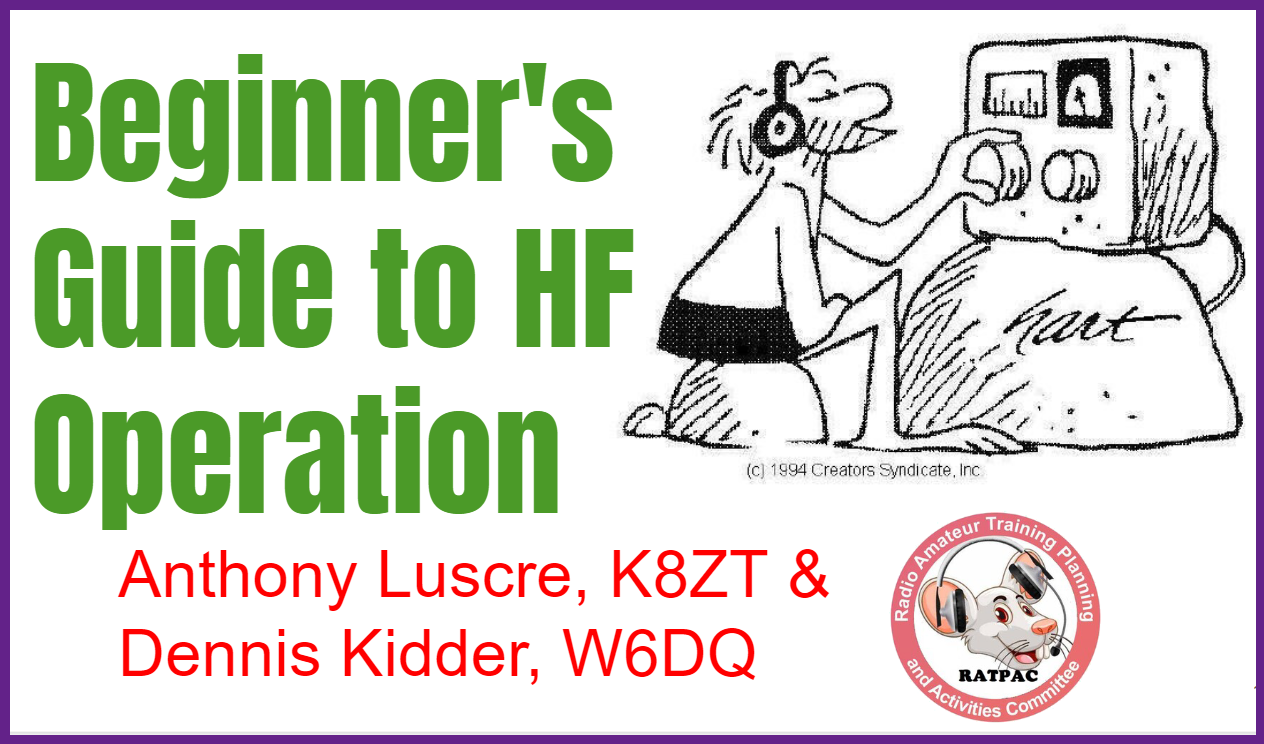 Beginner's
Guide to HF
Operation
hart
(c) 1994 Creators Syndicate, Inc
Anthony Luscre, K8ZT &
Dennis Kidder, W6DQ
Radio Amateur Training Planning
and Activities Committee
RATPAC